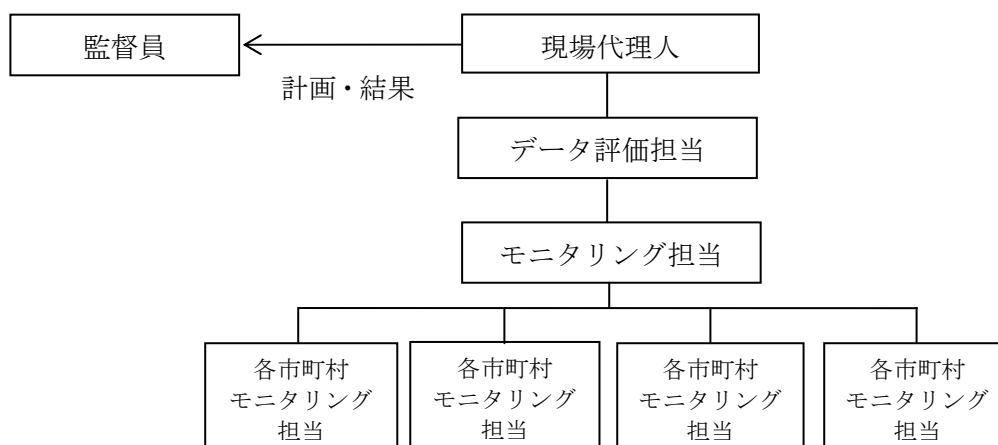 監督員
現場代理人
計画・結果
データ評価担当
モニタリング担当
各市町村
モニタリング
担当
各市町村
モニタリング
担当
各市町村
モニタリング
担当
各市町村
モニタリング
担当